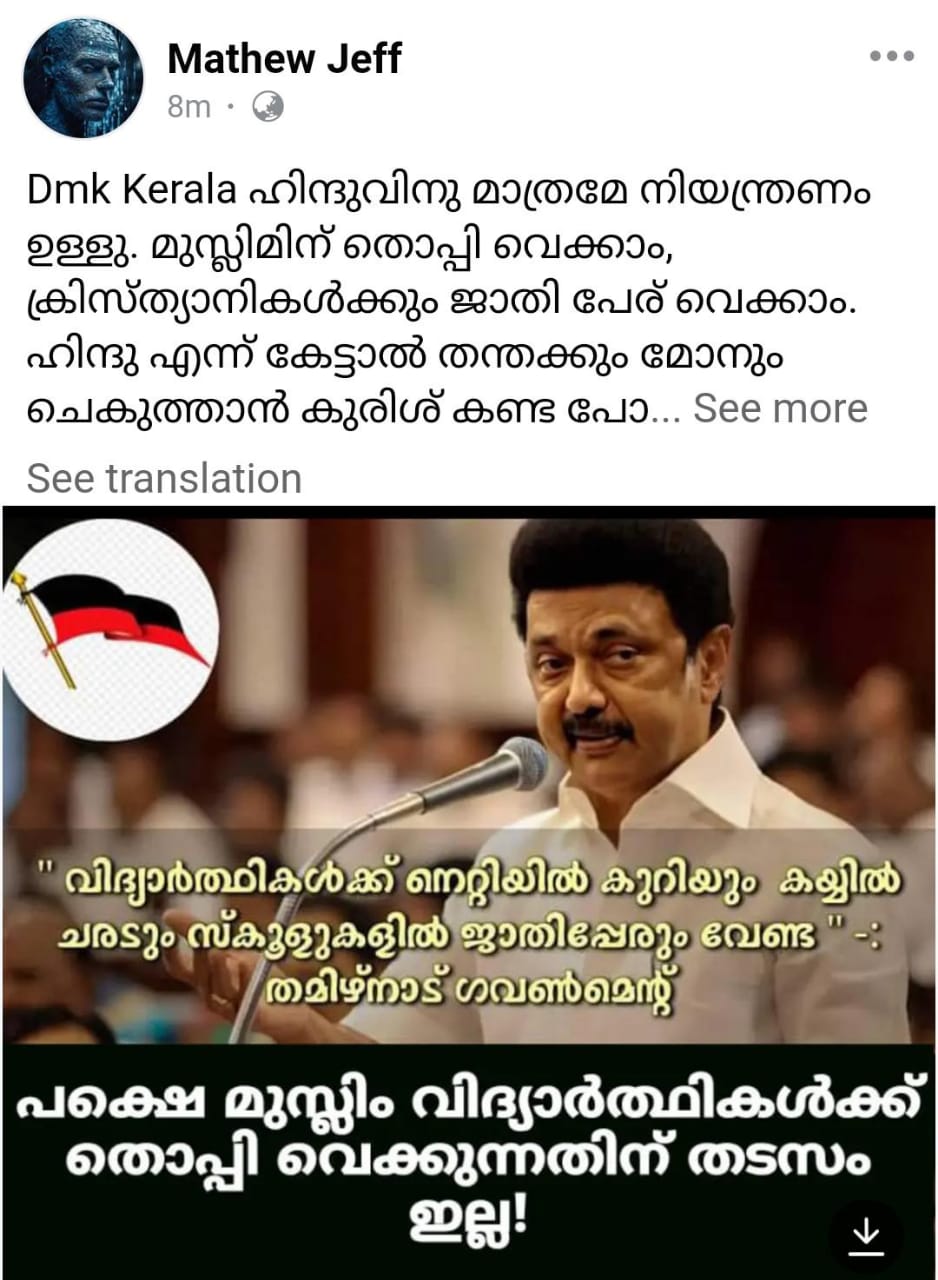 Mathew Jeff
8m ·
Dmk Kerala ഹിന്ദുവിനു മാത്രമേ നിയന്ത്രണം
ഉള്ളു. മുസ്ലിമിന് തൊപ്പി വെക്കാം,
ക്രിസ്ത്യാനികൾക്കും ജാതി പേര് വെക്കാം.
ഹിന്ദു എന്ന് കേട്ടാൽ തന്തക്കും മോനും
ചെകുത്താൻ കുരിശ് കണ്ട പോ... See more
See translation
" വിദ്യാർത്ഥികൾക്ക് നെറ്റിയിൽ കുറിയും കയ്യിൽ
ചരടും സ്കൂളുകളിൽ ജാതിപ്പേരും വേണ്ട " -:
തമിഴ്നാട് ഗവൺമെന്റ്
പക്ഷെ മുസ്ലിം വിദ്യാർത്ഥികൾക്ക്
തൊപ്പി വെക്കുന്നതിന് തടസം
ഇല്ല!